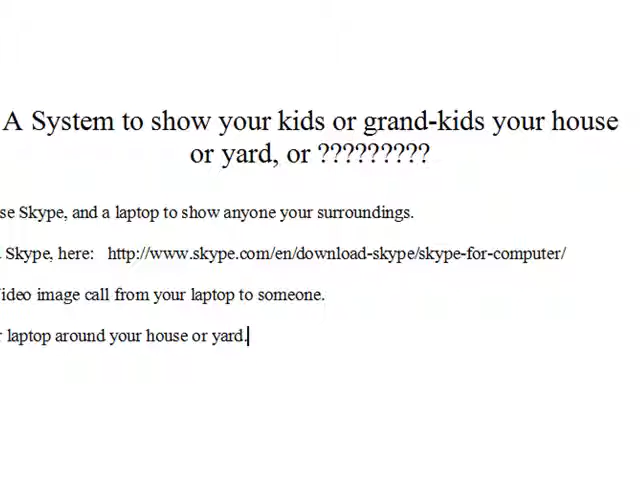 A System to show your kids or grand-kids your house
or yard, or ?????????
se Skype, and a laptop to show anyone your surroundings.
Skype, here: http://www.skype.com/en/download-skype/skype-for-computer/
ideo image call from your laptop to someone.
laptop around your house or yard.